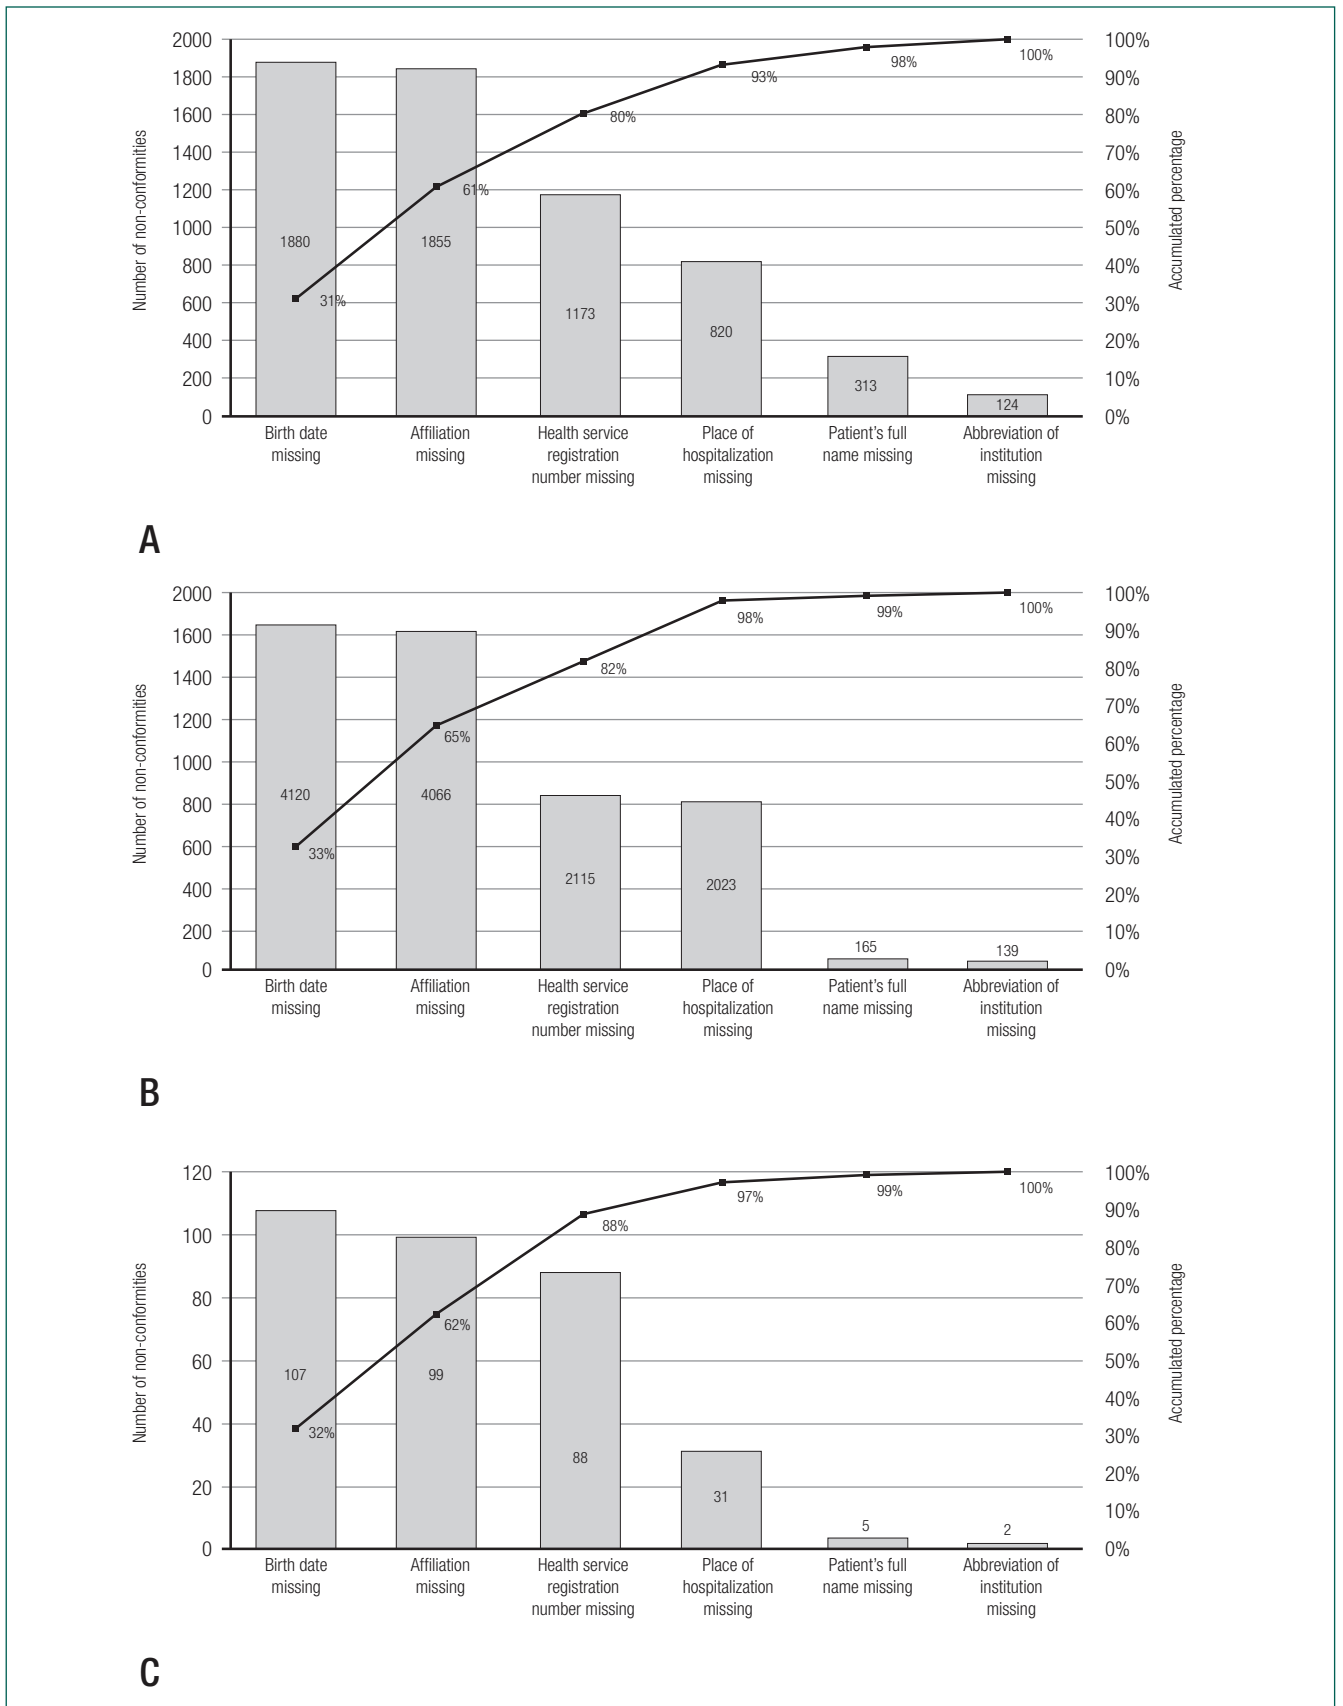 2000
1800
1600
1400
1200
1000
800
600
400
200
0
Number of non-conformities
100%
90%
80%
70%
60%
50%
40%
30%
20%
10%
0%
Accumulated percentage
31%
61%
80%
93%
98%
100%
1880
1855
1173
820
313
124
Birth date
missing
Affiliation
missing
Health service
registration
number missing
Place of
hospitalization
missing
Patient's full
name missing
Abbreviation of
institution
missing
A
2000
1600
1400
1200
1000
800
600
400
200
0
Number of non-conformities
100%
90%
80%
70%
60%
50%
40%
30%
20%
10%
0%
Accumulated percentage
33%
65%
82%
98%
99%
100%
4120
4066
2115
2023
165
139
Birth date
missing
Affiliation
missing
Health service
registration
number missing
Place of
hospitalization
missing
Patient's full
name missing
Abbreviation of
institution
missing
B
120
100
80
60
40
20
0
Number of non-conformities
100%
90%
80%
70%
60%
50%
40%
30%
20%
10%
0%
Accumulated percentage
32%
62%
88%
97%
99%
100%
107
99
88
31
5
2
Birth date
missing
Affiliation
missing
Health service
registration
number missing
Place of
hospitalization
missing
Patient's full
name missing
Abbreviation of
institution
missing
C